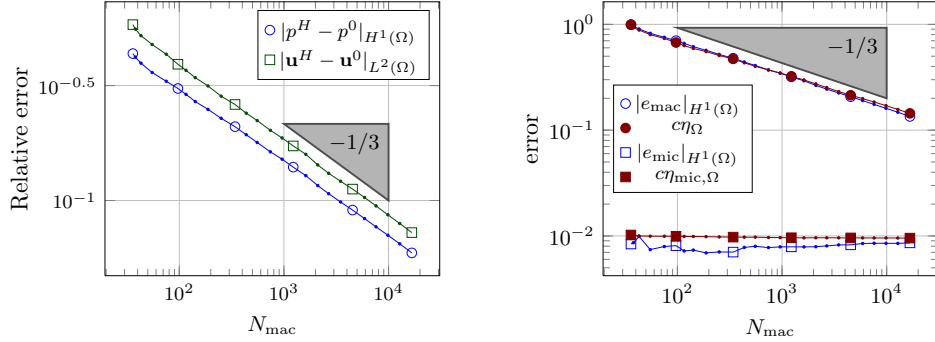 |p^H − p^0|_{H^1(Ω)}
|𝐮^H − 𝐮^0|_{L^2(Ω)}
−1/3
10^{−0.5}
10^{−1}
Relative error
10^2
10^3
10^4
N_mac
10^0
10^{−1}
10^{−2}
error
−1/3
|e_mac|_{H^1(Ω)}
cη_Ω
|e_mic|_{H^1(Ω)}
cη_{mic,Ω}
10^2
10^3
10^4
N_mac